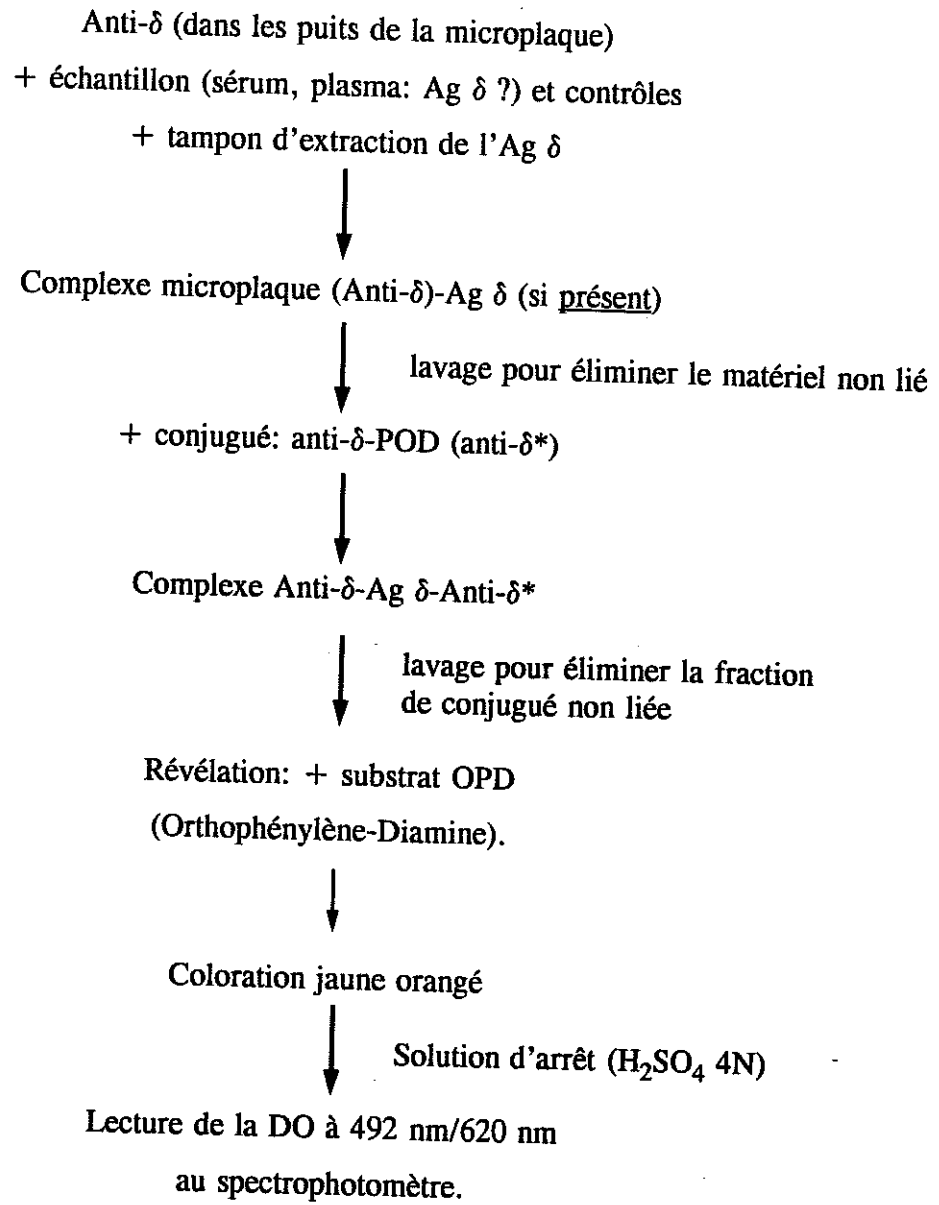 Anti-δ (dans les puits de la microplaque)
+ échantillon (sérum, plasma: Ag δ ?) et contrôles
+ tampon d'extraction de l'Ag δ
Complexe microplaque (Anti-δ)-Ag δ (si présent)
lavage pour éliminer le matériel non lié
+ conjugué: anti-δ-POD (anti-δ*)
Complexe Anti-δ-Ag δ-Anti-δ*
lavage pour éliminer la fraction
de conjugué non liée
Révélation: + substrat OPD
(Orthophénylène-Diamine).
Coloration jaune orangé
Solution d'arrêt (H₂SO₄ 4N)
Lecture de la DO à 492 nm/620 nm
au spectrophotomètre.